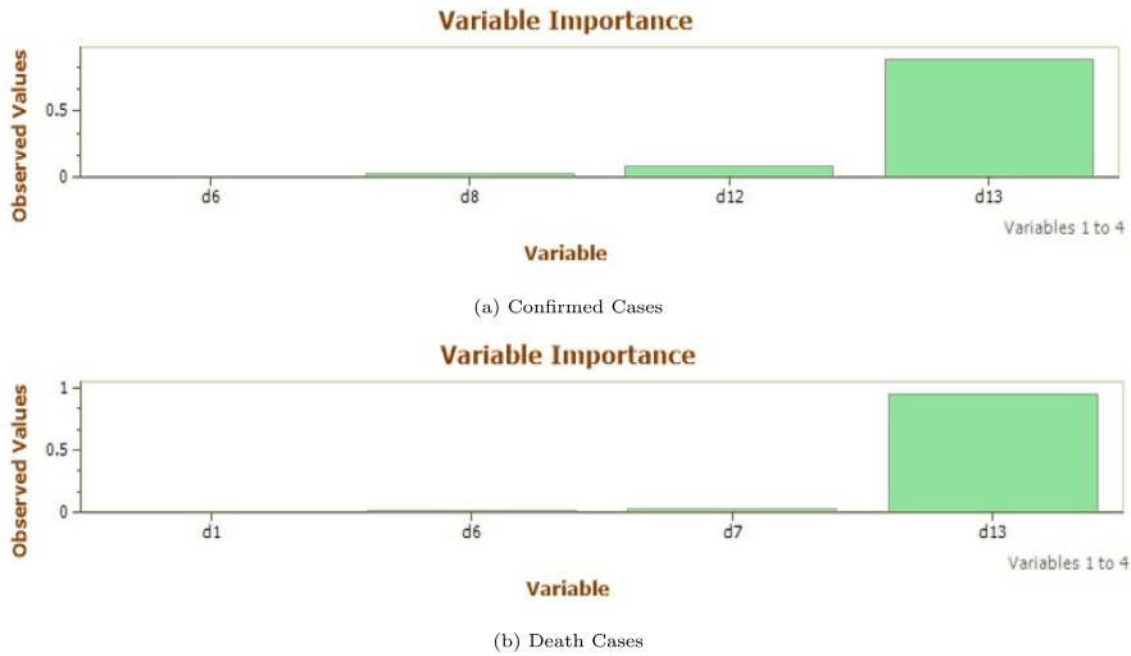 Variable Importance
Observed Values
0.5
0
d6 d8 d12 d13
Variables 1 to 4
Variable
(a) Confirmed Cases
Variable Importance
Observed Values
1
0.5
0
d1 d6 d7 d13
Variables 1 to 4
Variable
(b) Death Cases